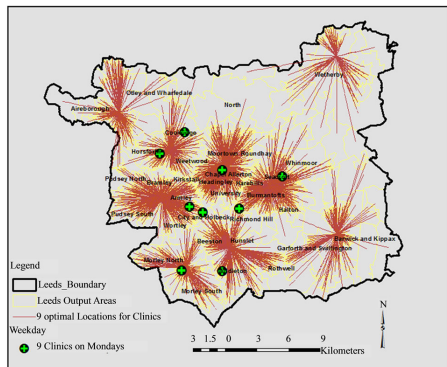 Wetherby
Otley and Wharfedale
Aireborough
North
Horsforth
Weetwood
Moortown Roundhay
Whinmoor
Chapel Allerton
Pudsey North
Kirkstall
Headingley
Harehills
Bramley
University
Burmantofts
Armley
Halton
Pudsey South
City and Holbeck
Richmond Hill
Wortley
Barwick and Kippax
Beeston
Hunslet
Garforth and Swillington
Morley North
Rothwell
Morley South
Legend
Leeds_Boundary
Leeds Output Areas
9 optimal Locations for Clinics
Weekday
9 Clinics on Mondays
3 1.5 0 3 6 9
Kilometers
N
S